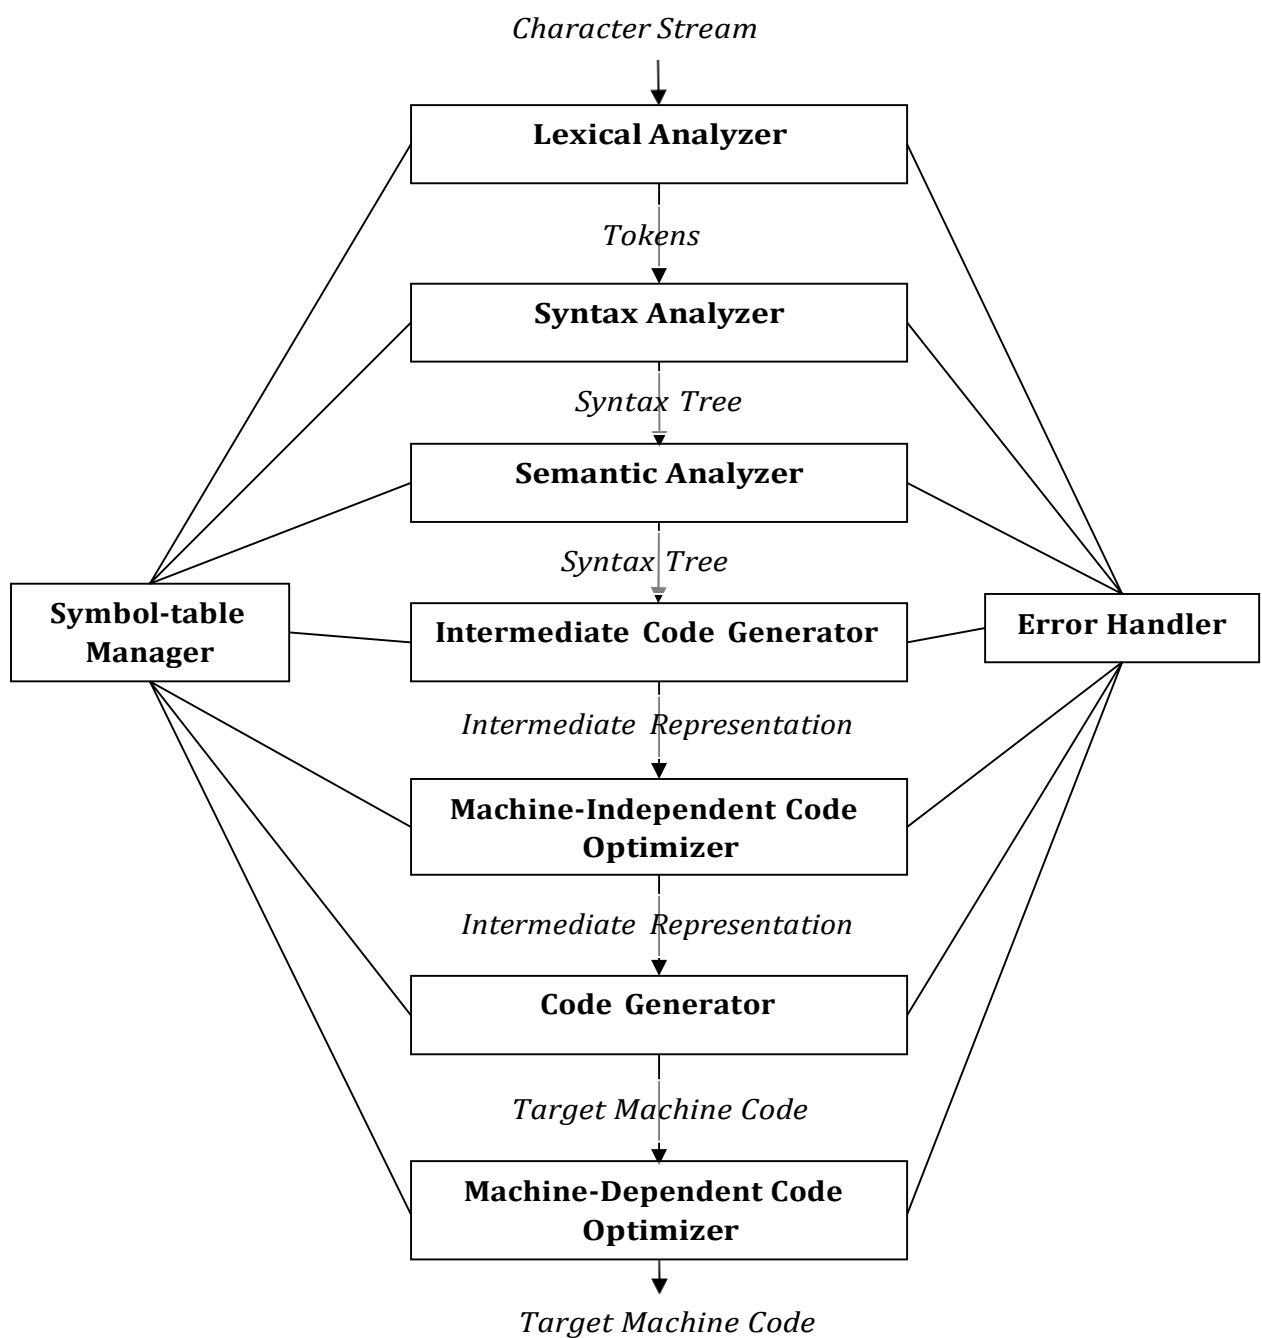 Character Stream
Lexical Analyzer
Tokens
Syntax Analyzer
Syntax Tree
Semantic Analyzer
Syntax Tree
Symbol-table
Manager
Intermediate Code Generator
Error Handler
Intermediate Representation
Machine-Independent Code
Optimizer
Intermediate Representation
Code Generator
Target Machine Code
Machine-Dependent Code
Optimizer
Target Machine Code